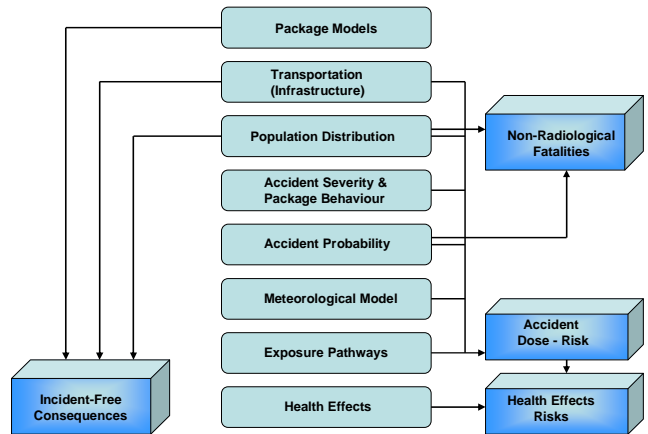 Package Models
Transportation
(Infrastructure)
Population Distribution
Non-Radiological
Fatalities
Accident Severity &
Package Behaviour
Accident Probability
Meteorological Model
Accident
Dose - Risk
Exposure Pathways
Incident-Free
Consequences
Health Effects
Health Effects
Risks